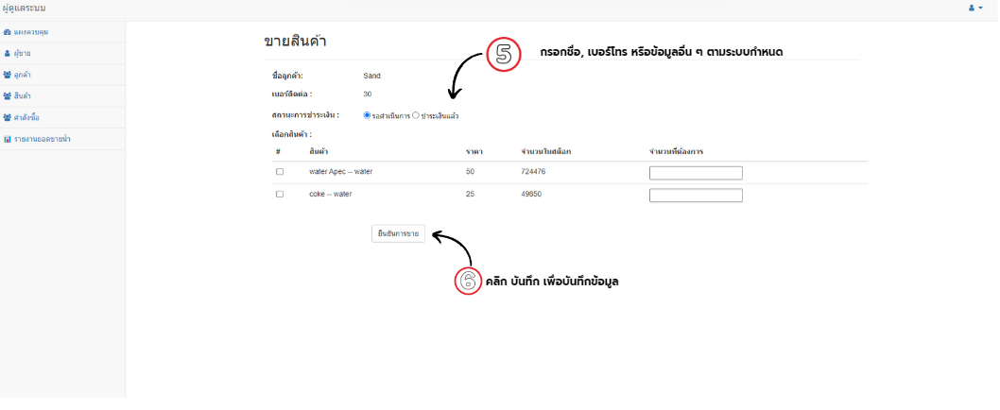 ผู้ดูแลระบบ
แผงควบคุม
ผู้ขาย
ลูกค้า
สินค้า
คำสั่งซื้อ
รายงานยอดขายน้ำ
ขายสินค้า
5 กรอกชื่อ, เบอร์โทร หรือข้อมูลอื่น ๆ ตามระบบกำหนด
ชื่อลูกค้า: Sand
เบอร์ติดต่อ : 30
สถานะการชำระเงิน : รอดำเนินการ ชำระเงินแล้ว
เลือกสินค้า :
# สินค้า ราคา จำนวนในสต็อก จำนวนที่ต้องการ
water Apec -- water 50 724476
coke -- water 25 49850
ยืนยันการขาย
6 คลิก บันทึก เพื่อบันทึกข้อมูล